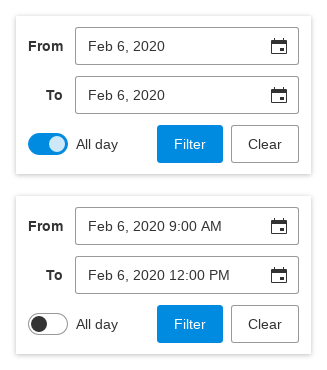 From Feb 6, 2020
To Feb 6, 2020
All day Filter Clear
From Feb 6, 2020 9:00 AM
To Feb 6, 2020 12:00 PM
All day Filter Clear